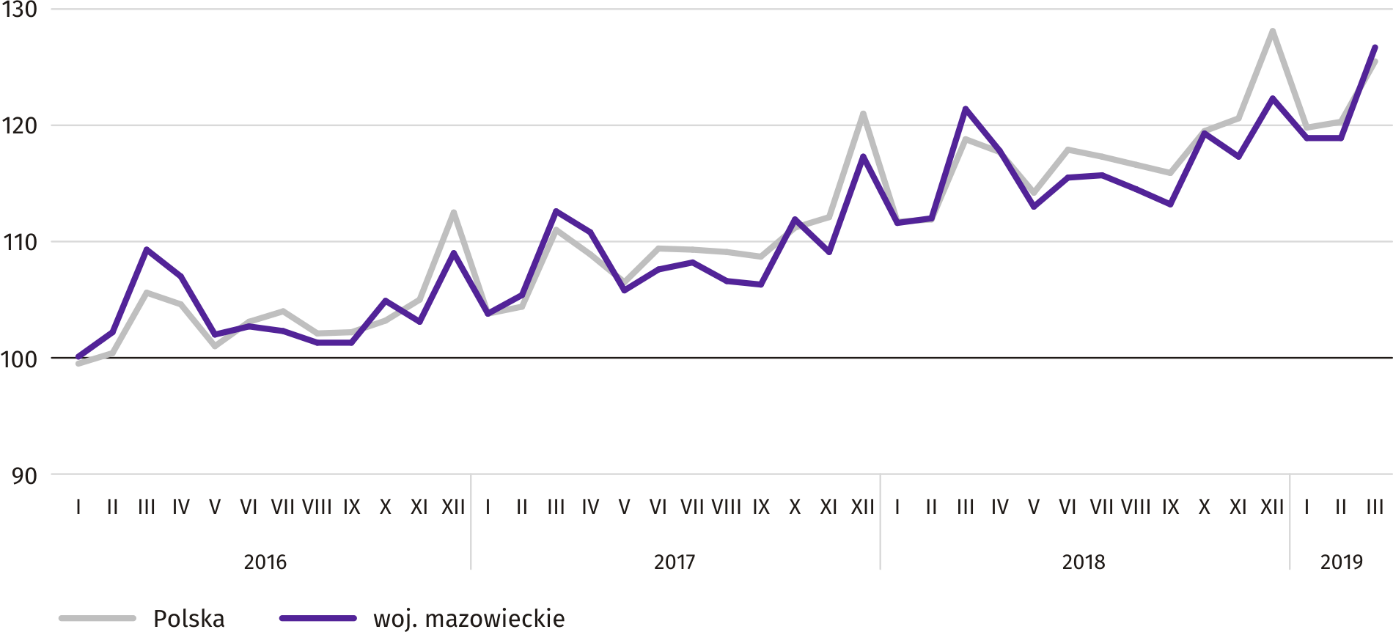 130
120
110
100
90
I II III IV V VI VII VIII IX X XI XII I II III IV V VI VII VIII IX X XI XII I II III IV V VI VII VIII IX X XI XII I II III
2016 2017 2018 2019
Polska woj. mazowieckie